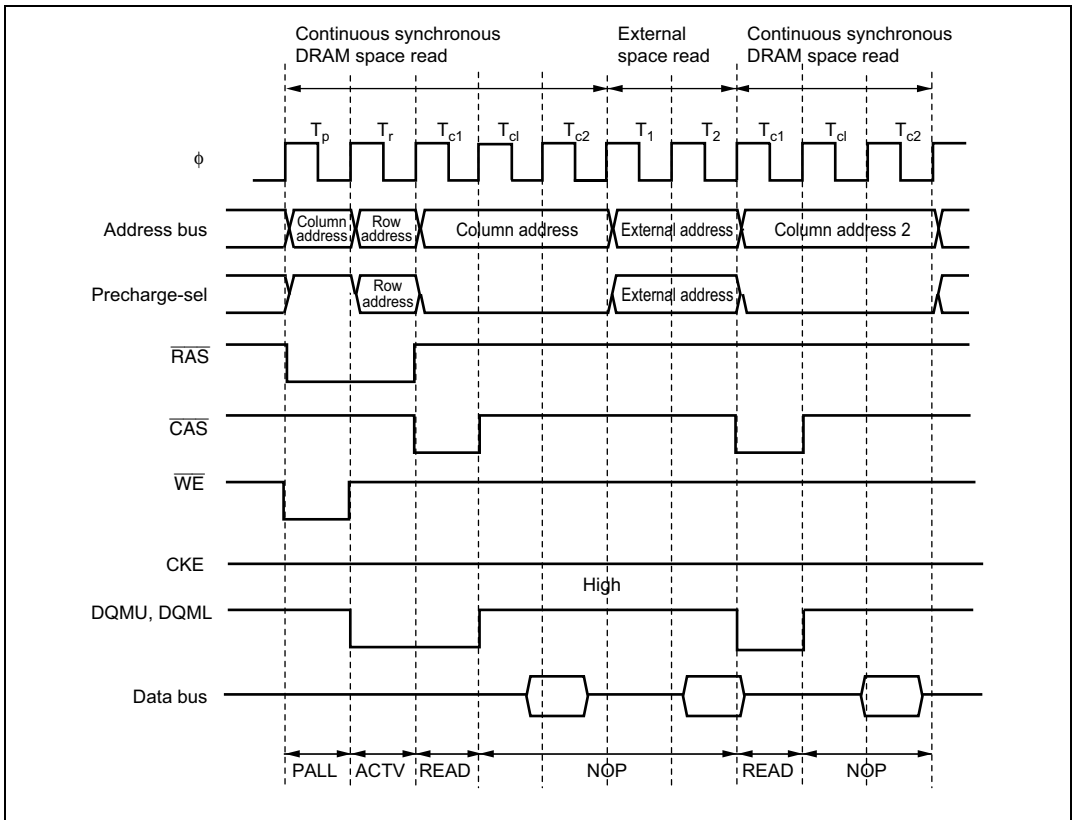 Continuous synchronous
DRAM space read
External
space read
Continuous synchronous
DRAM space read
Tp Tr Tc1 Tcl Tc2 T1 T2 Tc1 Tcl Tc2
ϕ
Address bus
Column
address
Row
address
Column address
External address
Column address 2
Precharge-sel
Row
address
External address
RAS
CAS
WE
CKE
High
DQMU, DQML
Data bus
PALL ACTV READ NOP READ NOP